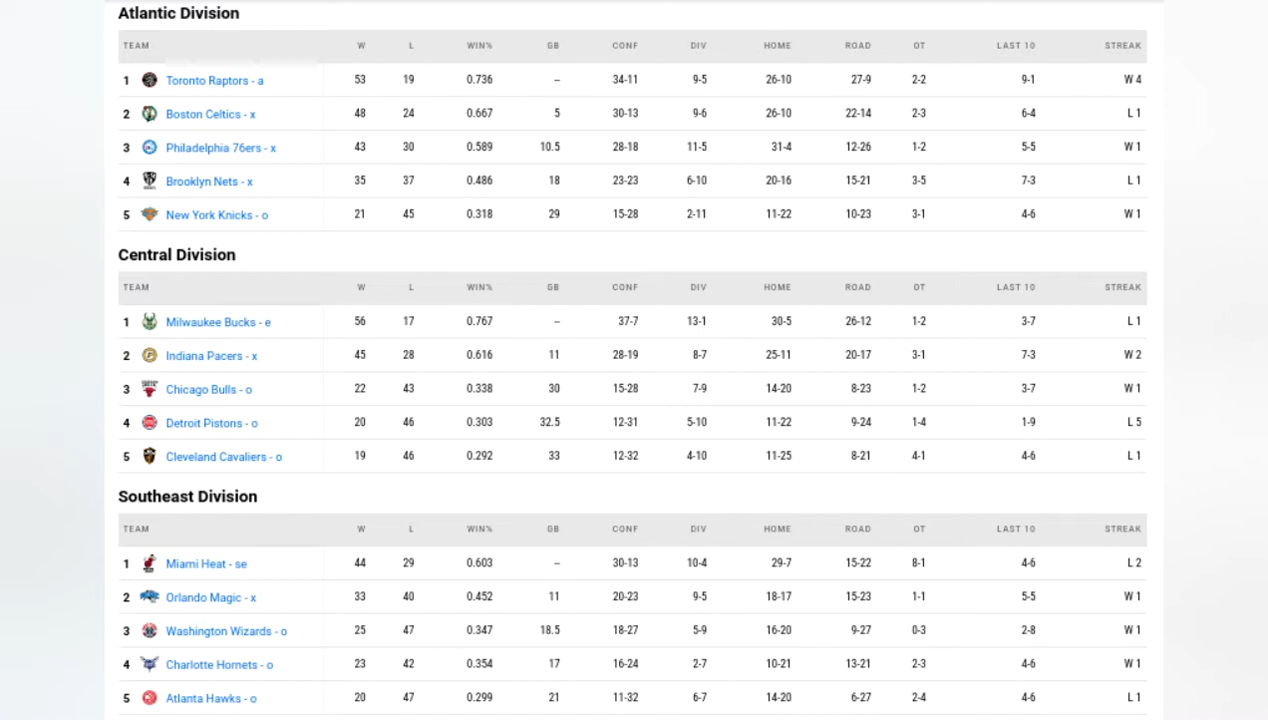 Atlantic Division
TEAM W L WIN% GB CONF DIV HOME ROAD OT LAST 10 STREAK
1 Toronto Raptors - a 53 19 0.736 – 34-11 9-5 26-10 27-9 2-2 9-1 W 4
2 Boston Celtics - x 48 24 0.667 5 30-13 9-6 26-10 22-14 2-3 6-4 L 1
3 Philadelphia 76ers - x 43 30 0.589 10.5 28-18 11-5 31-4 12-26 1-2 5-5 W 1
4 Brooklyn Nets - x 35 37 0.486 18 23-23 6-10 20-16 15-21 3-5 7-3 L 1
5 New York Knicks - o 21 45 0.318 29 15-28 2-11 11-22 10-23 3-1 4-6 W 1
Central Division
TEAM W L WIN% GB CONF DIV HOME ROAD OT LAST 10 STREAK
1 Milwaukee Bucks - e 56 17 0.767 – 37-7 13-1 30-5 26-12 1-2 3-7 L 1
2 Indiana Pacers - x 45 28 0.616 11 28-19 8-7 25-11 20-17 3-1 7-3 W 2
3 Chicago Bulls - o 22 43 0.338 30 15-28 7-9 14-20 8-23 1-2 3-7 W 1
4 Detroit Pistons - o 20 46 0.303 32.5 12-31 5-10 11-22 9-24 1-4 1-9 L 5
5 Cleveland Cavaliers - o 19 46 0.292 33 12-32 4-10 11-25 8-21 4-1 4-6 L 1
Southeast Division
TEAM W L WIN% GB CONF DIV HOME ROAD OT LAST 10 STREAK
1 Miami Heat - se 44 29 0.603 – 30-13 10-4 29-7 15-22 8-1 4-6 L 2
2 Orlando Magic - x 33 40 0.452 11 20-23 9-5 18-17 15-23 1-1 5-5 W 1
3 Washington Wizards - o 25 47 0.347 18.5 18-27 5-9 16-20 9-27 0-3 2-8 W 1
4 Charlotte Hornets - o 23 42 0.354 17 16-24 2-7 10-21 13-21 2-3 4-6 W 1
5 Atlanta Hawks - o 20 47 0.299 21 11-32 6-7 14-20 6-27 2-4 4-6 L 1